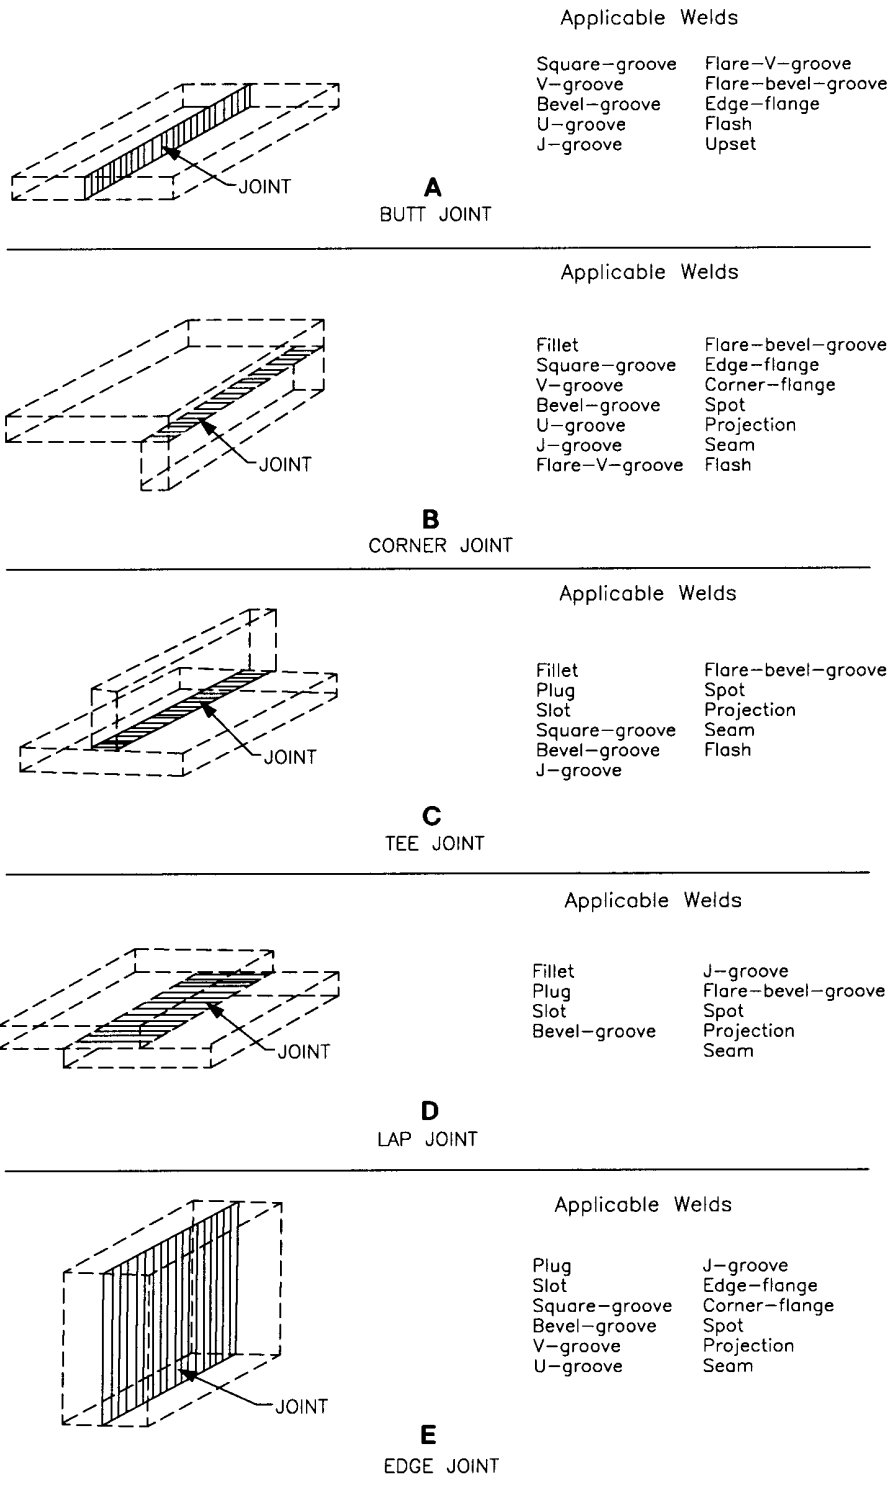 Applicable Welds
Square-groove Flare-V-groove
V-groove Flare-bevel-groove
Bevel-groove Edge-flange
U-groove Flash
J-groove Upset
JOINT
A
BUTT JOINT
Applicable Welds
Fillet Flare-bevel-groove
Square-groove Edge-flange
V-groove Corner-flange
Bevel-groove Spot
U-groove Projection
J-groove Seam
Flare-V-groove Flash
JOINT
B
CORNER JOINT
Applicable Welds
Fillet Flare-bevel-groove
Plug Spot
Slot Projection
Square-groove Seam
Bevel-groove Flash
J-groove
JOINT
C
TEE JOINT
Applicable Welds
Fillet J-groove
Plug Flare-bevel-groove
Slot Spot
Bevel-groove Projection
Seam
JOINT
D
LAP JOINT
Applicable Welds
Plug J-groove
Slot Edge-flange
Square-groove Corner-flange
Bevel-groove Spot
V-groove Projection
U-groove Seam
JOINT
E
EDGE JOINT